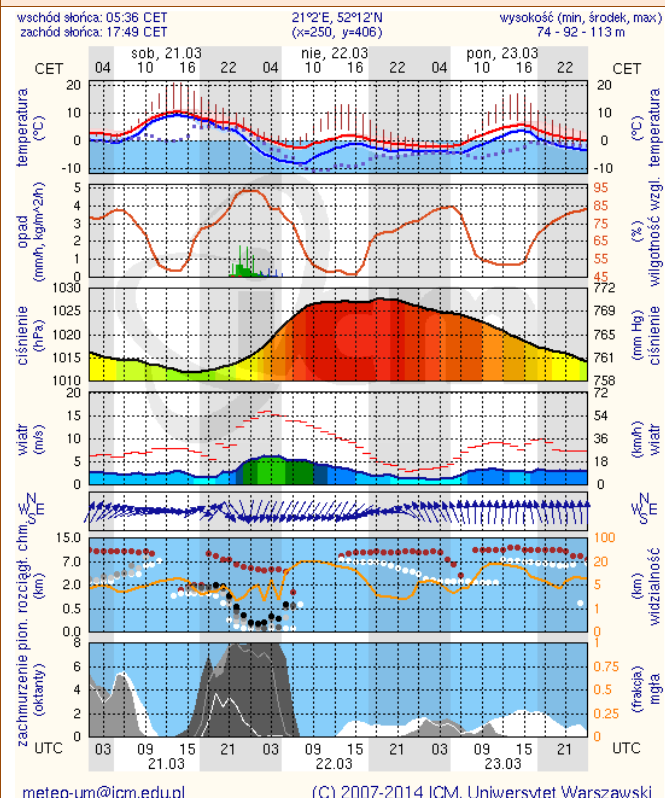 wschód słońca: 05:36 CET
zachód słońca: 17:49 CET
21°2'E, 52°12'N
(x=250, y=406)
wysokość (min, środek, max)
74 - 92 - 113 m
sob, 21.03 nie, 22.03 pon, 23.03
CET 04 10 16 22 04 10 16 22 04 10 16 22 CET
temperatura
(°C)
20
10
0
-10
20
10
0
-10
(°C)
temperatura
opad
(mm/h, kg/m^2/h)
5
4
3
2
1
0
95
85
75
65
55
45
(%)
wilgotność wzgl.
ciśnienie
(hPa)
1030
1025
1020
1015
1010
772
769
765
761
758
(mm Hg)
ciśnienie
wiatr
(m/s)
20
15
10
5
0
72
54
36
18
0
(km/h)
wiatr
N
W E
S
N
W E
S
pion. rozciągł. chm.
(km)
15.0
7.0
2.0
0.5
0.0
100
20
5
1
0
(km)
widzialność
zachmurzenie
(oktanty)
8
6
4
2
0
1
0.75
0.5
0.25
0
(frakcja)
mgła
UTC 03 09 15 21 03 09 15 21 03 09 15 21 UTC
21.03 22.03 23.03
meteo-um@icm.edu.pl
(C) 2007-2014 ICM, Uniwersytet Warszawski
icm